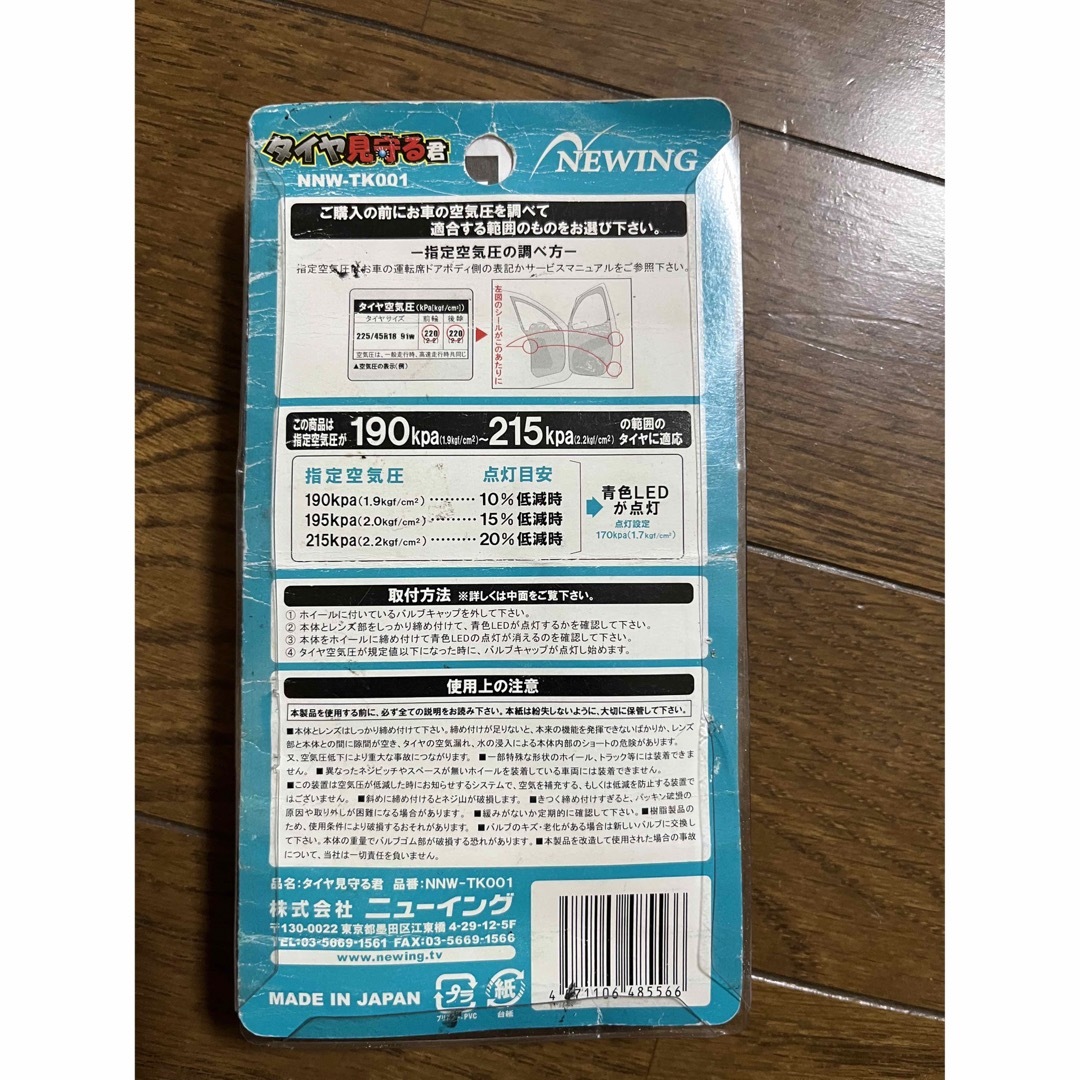 タイヤ見守る君
NNW-TK001
NEWING
ご購入の前にお車の空気圧を調べて
適合する範囲のものをお選び下さい。
ー指定空気圧の調べ方ー
指定空気圧はお車の運転席ドアボディ側の表記かサービスマニュアルをご参照下さい。
タイヤ空気圧(kPa[kgf/cm²])
タイヤサイズ 前輪 後輪
225/45R18 91W 220 220
(2.2) (2.2)
空気圧は、一般走行時、高速走行時共同じ
▲空気圧の表示(例)
左図のシールがこのあたりに
この商品は
指定空気圧が 190kpa(1.9kgf/cm²)~215kpa(2.2kgf/cm²) の範囲の
タイヤに適応
指定空気圧 点灯目安
190kpa(1.9kgf/cm²)………10%低減時
195kpa(2.0kgf/cm²)………15%低減時
215kpa(2.2kgf/cm²)………20%低減時
青色LED
が点灯
点灯設定
170kpa(1.7kgf/cm²)
取付方法 ※詳しくは中面をご覧下さい。
① ホイールに付いているバルブキャップを外して下さい。
② 本体とレンズ部をしっかり締め付けて、青色LEDが点灯するかを確認して下さい。
③ 本体をホイールに締め付けて青色LEDの点灯が消えるのを確認して下さい。
④ タイヤ空気圧が規定値以下になった時に、バルブキャップが点灯し始めます。
使用上の注意
本製品を使用する前に、必ず全ての説明をお読み下さい。本紙は紛失しないように、大切に保管して下さい。
■本体とレンズはしっかり締め付けて下さい。締め付けが足りないと、本来の機能を発揮できないばかりか、レンズ
部と本体との間に隙間が空き、タイヤの空気漏れ、水の浸入による本体内部のショートの危険があります。
又、空気圧低下により重大な事故につながります。■一部特殊な形状のホイール、トラック等には装着できま
せん。■異なったネジピッチやスペースが無いホイールを装着している車両には装着できません。
■この装置は空気圧が低減した時にお知らせするシステムで、空気を補充する、もしくは低減を防止する装置で
はございません。■斜めに締め付けるとネジ山が破損します。■きつく締め付けすぎると、パッキン破損の
原因や取り外しが困難になる場合があります。■緩みがないか定期的に確認して下さい。■樹脂製品の
ため、使用条件により破損するおそれがあります。■バルブのキズ・老化がある場合は新しいバルブに交換し
て下さい。本体の重量でバルブゴム部が破損する恐れがあります。■本製品を改造して使用された場合の事故
について、当社は一切責任を負いません。
品名:タイヤ見守る君 品番:NNW-TK001
株式会社 ニューイング
〒130-0022 東京都墨田区江東橋 4-29-12-5F
TEL:03-5669-1561 FAX:03-5669-1566
www.newing.tv
MADE IN JAPAN
プラ
紙
台紙
4 571106 485566